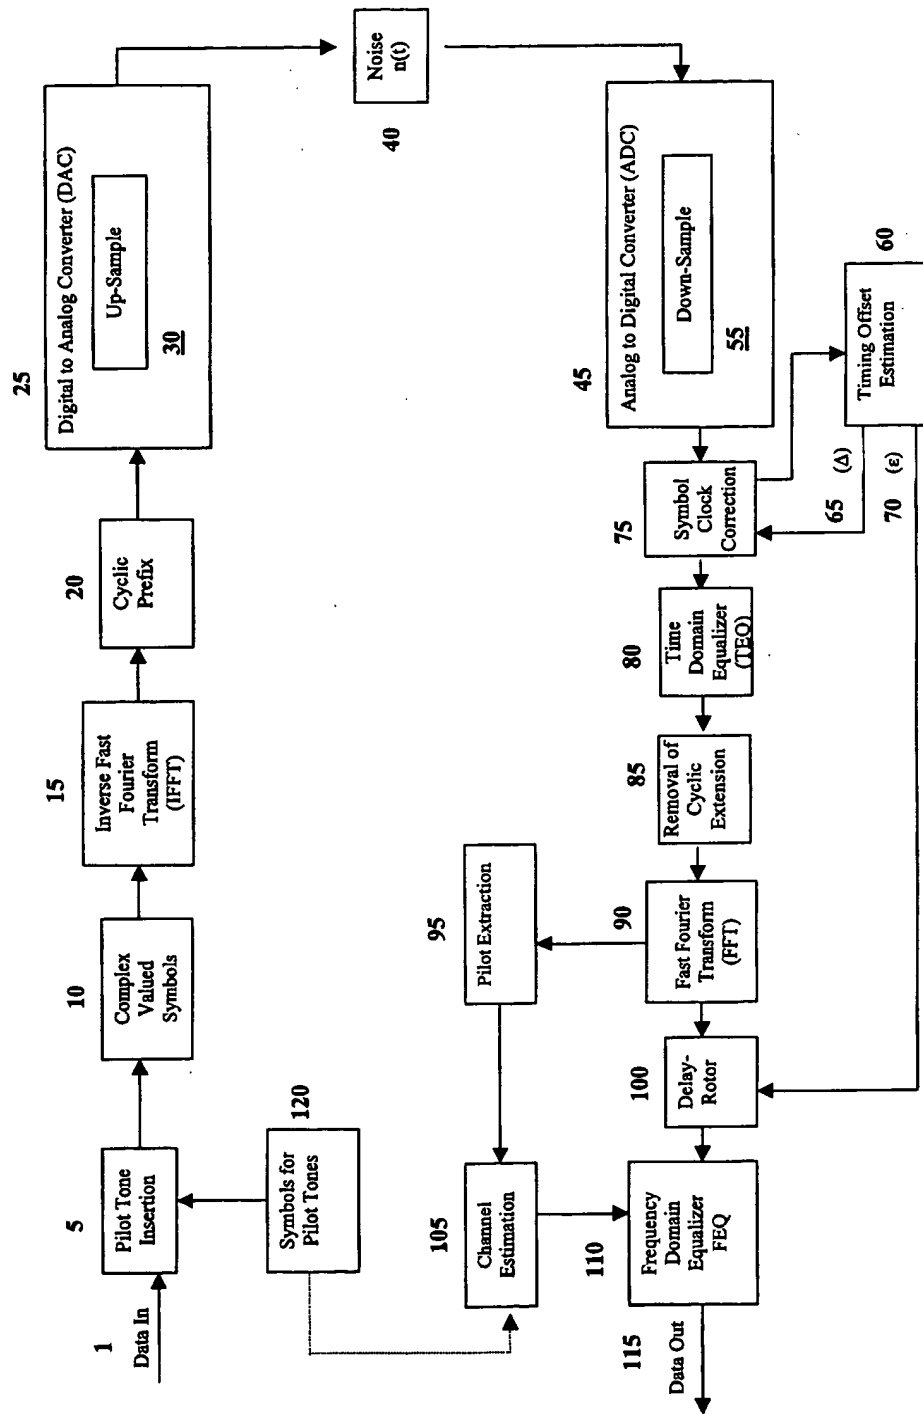 1
Data In
5
Pilot Tone
Insertion
10
Complex
Valued
Symbols
15
Inverse Fast
Fourier
Transform
(IFFT)
20
Cyclic
Prefix
25
Digital to Analog Converter (DAC)
Up-Sample
30
Noise
n(t)
40
120
Symbols for
Pilot Tones
45
Analog to Digital Converter (ADC)
Down-Sample
55
60
Timing Offset
Estimation
65
(Δ)
70
(ε)
75
Symbol
Clock
Correction
80
Time
Domain
Equalizer
(TEQ)
85
Removal of
Cyclic
Extension
90
Fast Fourier
Transform
(FFT)
95
Pilot Extraction
100
Delay-
Rotor
105
Channel
Estimation
110
Frequency
Domain
Equalizer
FEQ
115
Data Out